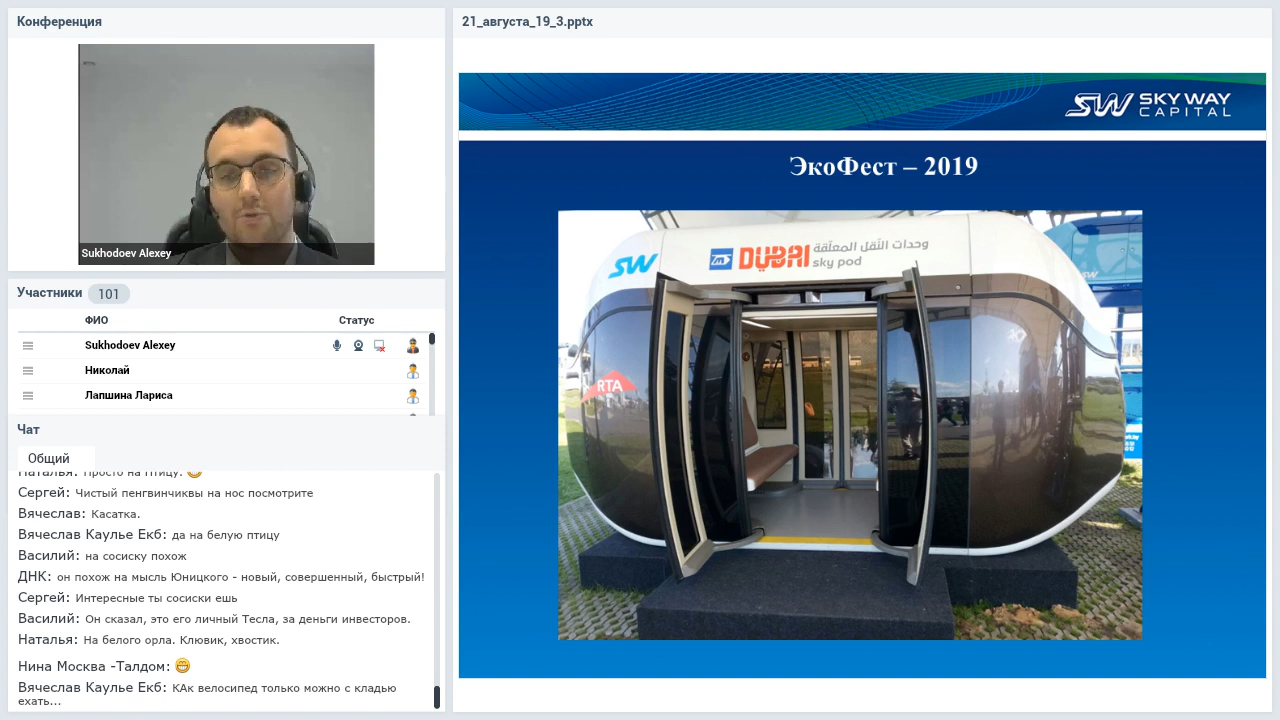 Конференция
Sukhodoev Alexey
Участники 101
ФИО Статус
Sukhodoev Alexey
Николай
Лапшина Лариса
Чат
Общий
Наталья: Просто на Птицу.
Сергей: Чистый пенгвинчиквы на нос посмотрите
Вячеслав: Касатка.
Вячеслав Каулье Екб: да на белую птицу
Василий: на сосиску похож
ДНК: он похож на мысль Юницкого - новый, совершенный, быстрый!
Сергей: Интересные ты сосиски ешь
Василий: Он сказал, это его личный Тесла, за деньги инвесторов.
Наталья: На белого орла. Клювик, хвостик.
Нина Москва -Талдом:
Вячеслав Каулье Екб: КАк велосипед только можно с кладью
ехать...
21_августа_19_3.pptx
SW SKY WAY
CAPITAL
ЭкоФест – 2019
SW DUBAI وحدات النقل المعلّقة
sky pod
RTA
SW